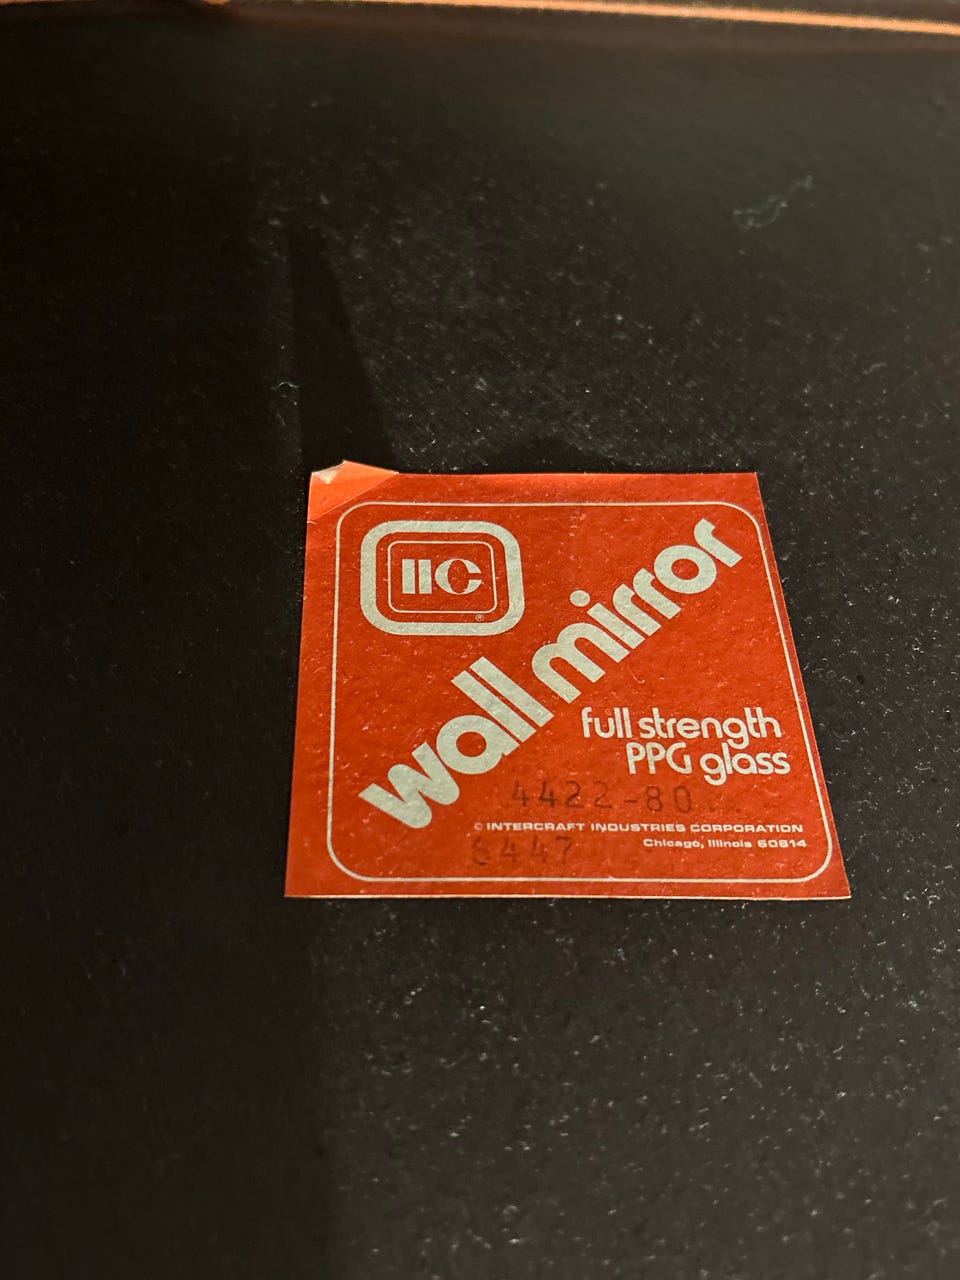 IIC
®
wall mirror
full strength
PPG glass
4422-80
© INTERCRAFT INDUSTRIES CORPORATION
Chicago, Illinois 60614
6447